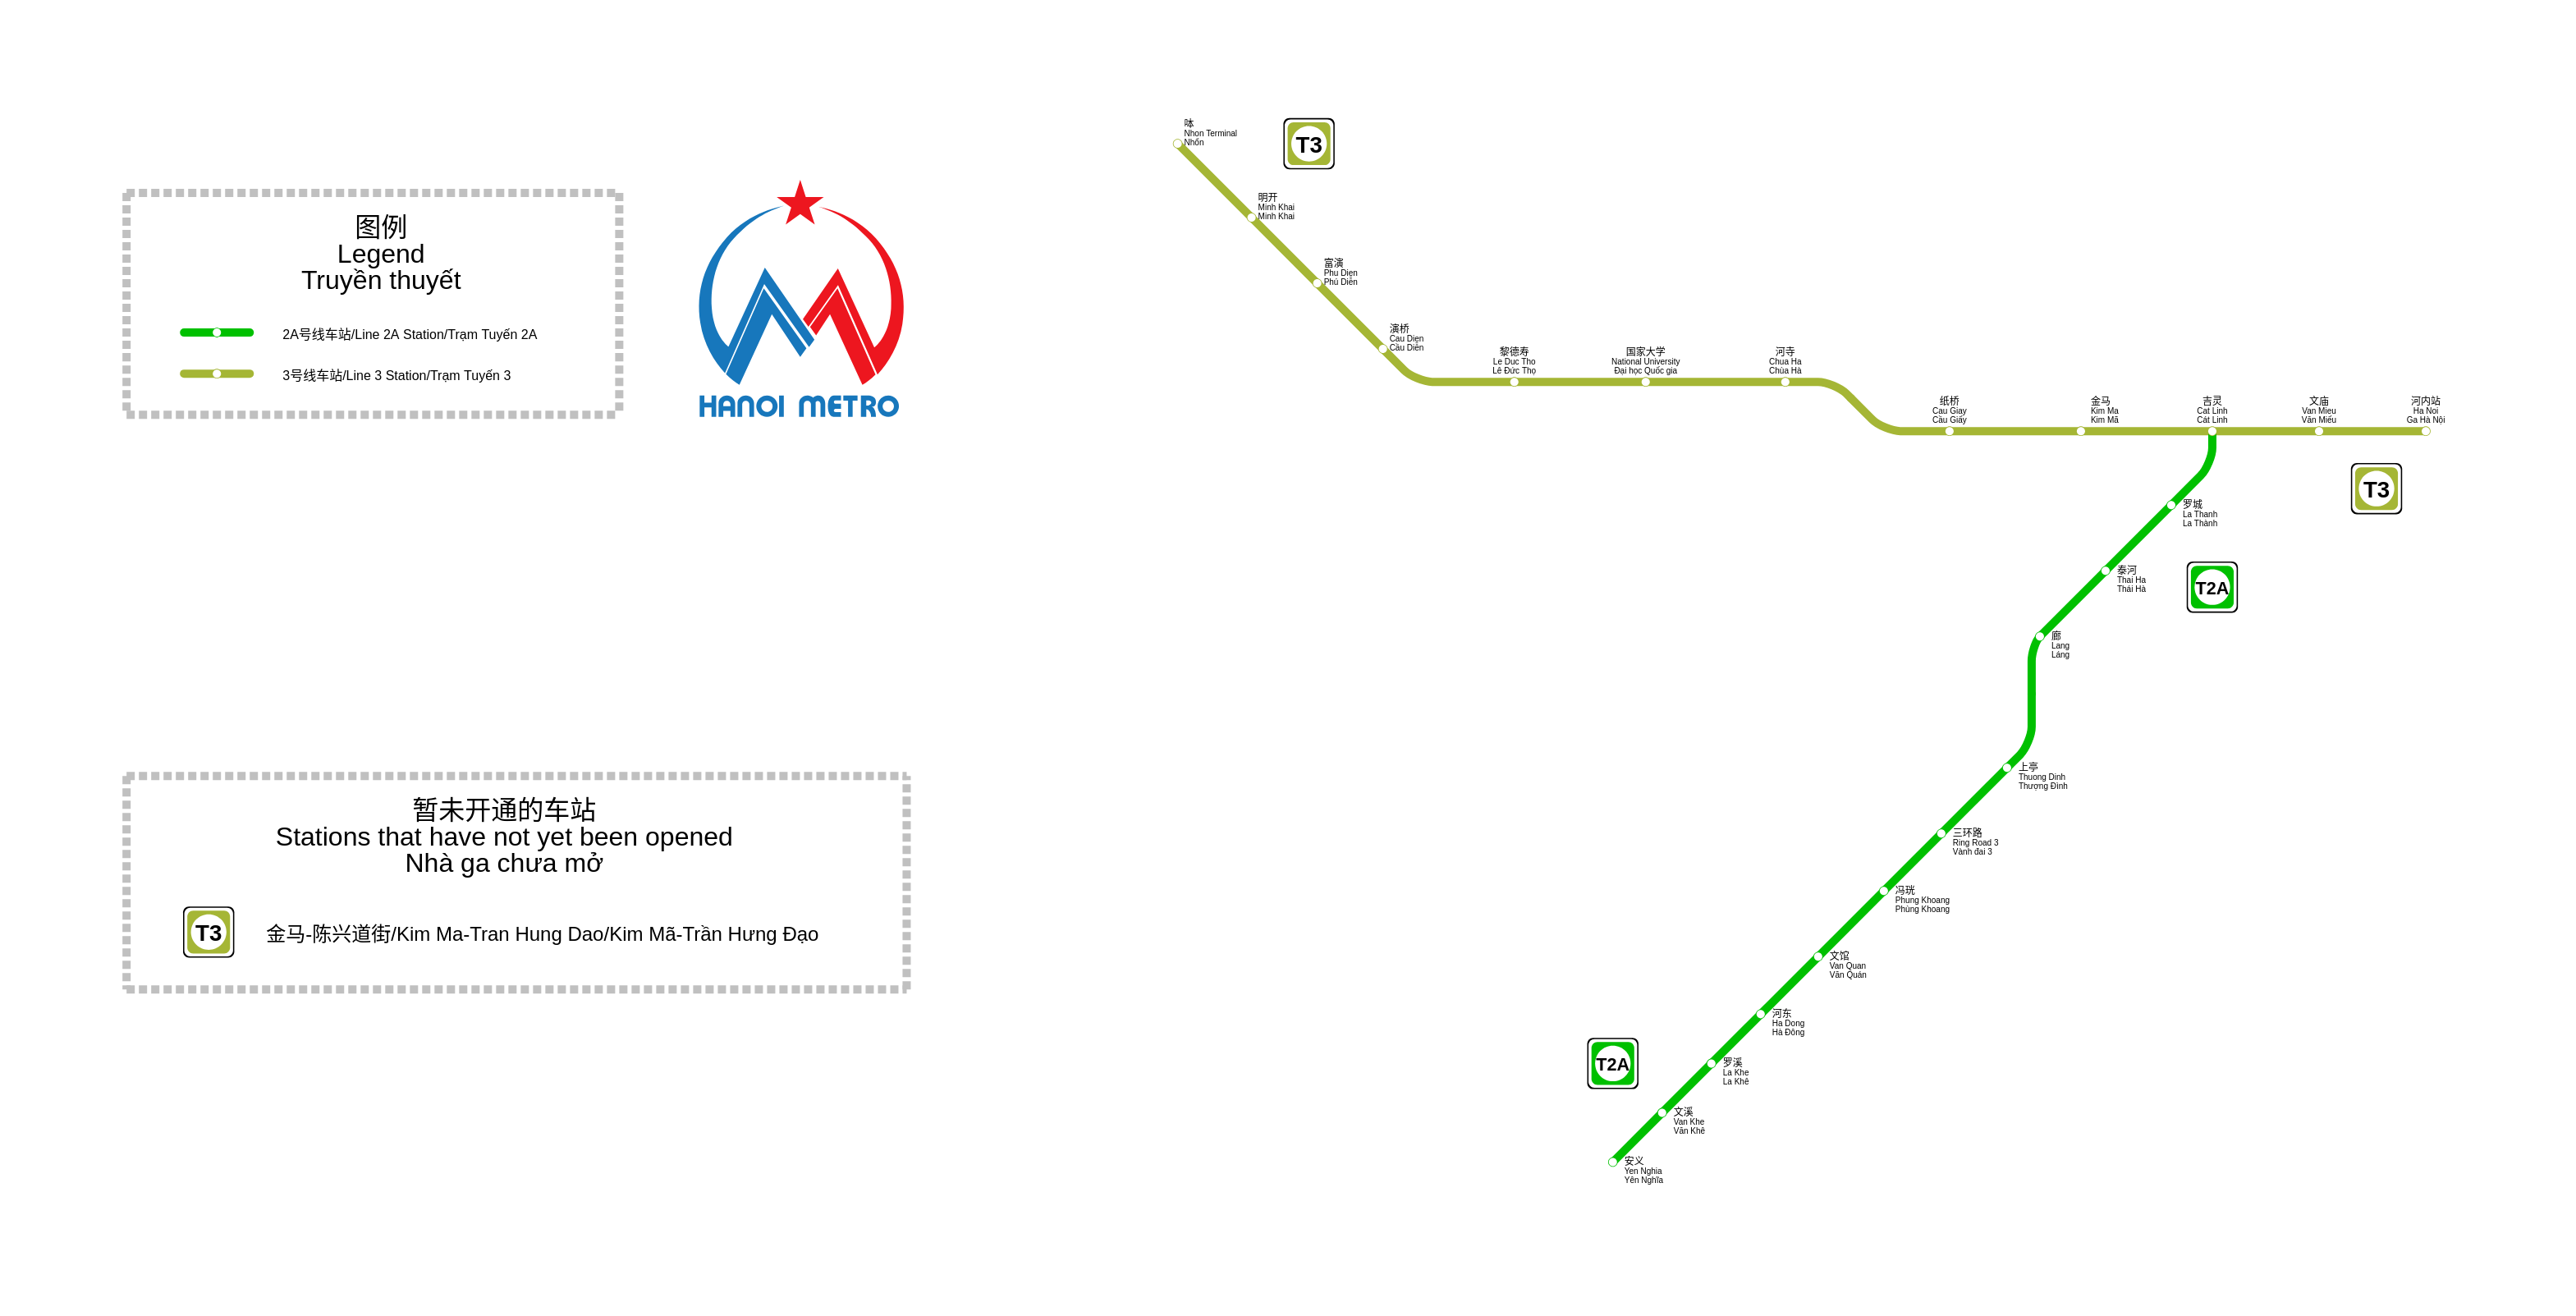 图例
Legend
Truyền thuyết
2A号线车站/Line 2A Station/Trạm Tuyến 2A
3号线车站/Line 3 Station/Trạm Tuyến 3
HANOI METRO
暂未开通的车站
Stations that have not yet been opened
Nhà ga chưa mở
T3
金马-陈兴道街/Kim Ma-Tran Hung Dao/Kim Mã-Trần Hưng Đạo
呠
Nhon Terminal
Nhổn
T3
明开
Minh Khai
Minh Khai
富演
Phu Dien
Phú Diễn
演桥
Cau Dien
Cầu Diễn
黎德寿
Le Duc Tho
Lê Đức Thọ
国家大学
National University
Đại học Quốc gia
河寺
Chua Ha
Chùa Hà
纸桥
Cau Giay
Cầu Giấy
金马
Kim Ma
Kim Mã
吉灵
Cat Linh
Cát Linh
文庙
Van Mieu
Văn Miếu
河内站
Ha Noi
Ga Hà Nội
T3
罗城
La Thanh
La Thành
泰河
Thai Ha
Thái Hà
T2A
廊
Lang
Láng
上亭
Thuong Dinh
Thượng Đình
三环路
Ring Road 3
Vành đai 3
冯珖
Phung Khoang
Phùng Khoang
文馆
Van Quan
Văn Quán
河东
Ha Dong
Hà Đông
T2A
罗溪
La Khe
La Khê
文溪
Van Khe
Văn Khê
安义
Yen Nghia
Yên Nghĩa